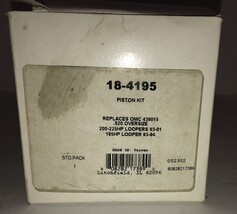 18-4195
PISTON KIT
REPLACES OMC 439015
.020 OVERSIZE
200-225HP LOOPERS 93-01
185HP LOOPER 93-94
MADE IN: Taiwan
STD.PACK
1
052302
Litchfield, IL 62056